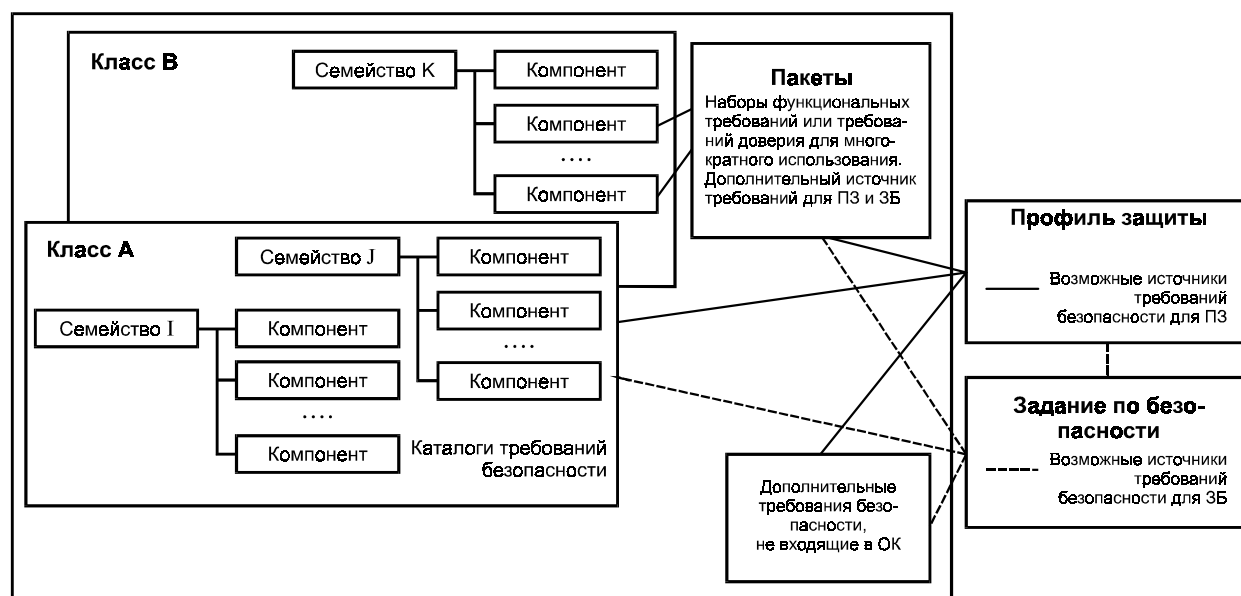 Класс B
Семейство K
Компонент
Компонент
....
Компонент
Класс A
Семейство J
Компонент
Компонент
....
Компонент
Семейство I
Компонент
Компонент
....
Компонент
Каталоги требований
безопасности
Пакеты
Наборы функциональных
требований или требова-
ний доверия для много-
кратного использования.
Дополнительный источник
требований для ПЗ и ЗБ
Профиль защиты
Возможные источники
требований
безопасности для ПЗ
Задание по безо-
пасности
Возможные источники
требований
безопасности для ЗБ
Дополнительные
требования безо-
пасности,
не входящие в ОК